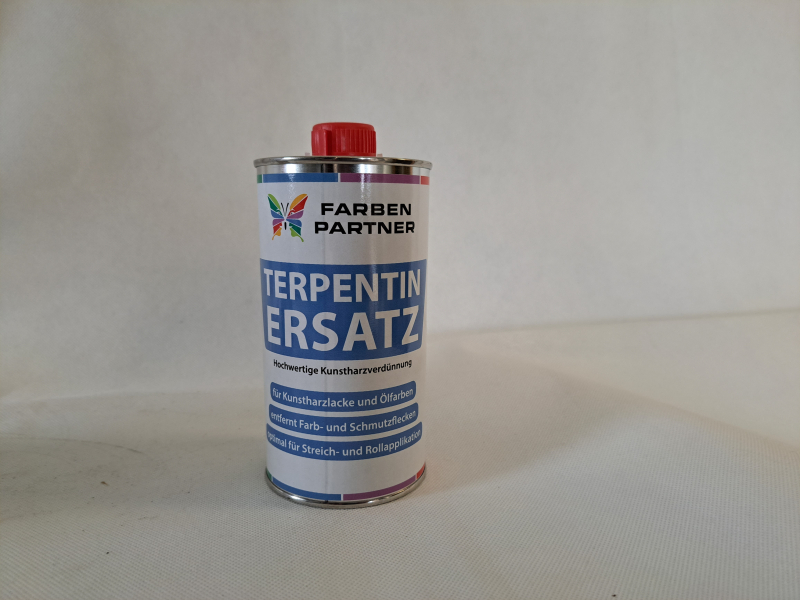 FARBEN
PARTNER
TERPENTIN
ERSATZ
Hochwertige Kunstharzverdünnung
für Kunstharzlacke und Ölfarben
entfernt Farb- und Schmutzflecken
optimal für Streich- und Rollapplikation